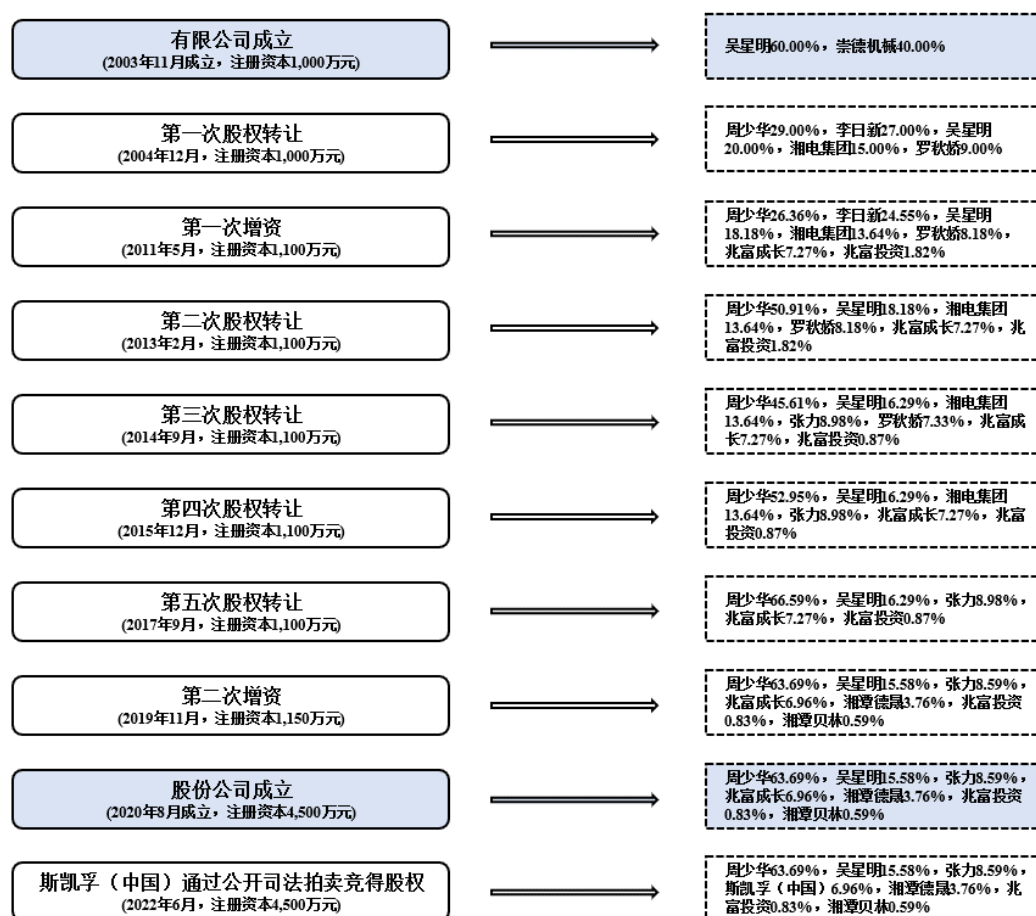 有限公司成立
(2003年11月成立，注册资本1,000万元)
吴星明60.00%，崇德机械40.00%
第一次股权转让
(2004年12月，注册资本1,000万元)
周少华29.00%，李日新27.00%，吴星明
20.00%，湘电集团15.00%，罗秋娇9.00%
第一次增资
(2011年5月，注册资本1,100万元)
周少华26.36%，李日新24.55%，吴星明
18.18%，湘电集团13.64%，罗秋娇8.18%，
兆富成长7.27%，兆富投资1.82%
第二次股权转让
(2013年2月，注册资本1,100万元)
周少华50.91%，吴星明18.18%，湘电集团
13.64%，罗秋娇8.18%，兆富成长7.27%，兆
富投资1.82%
第三次股权转让
(2014年9月，注册资本1,100万元)
周少华45.61%，吴星明16.29%，湘电集团
13.64%，张力8.98%，罗秋娇7.33%，兆富成
长7.27%，兆富投资0.87%
第四次股权转让
(2015年12月，注册资本1,100万元)
周少华52.95%，吴星明16.29%，湘电集团
13.64%，张力8.98%，兆富成长7.27%，兆富
投资0.87%
第五次股权转让
(2017年9月，注册资本1,100万元)
周少华66.59%，吴星明16.29%，张力8.98%，
兆富成长7.27%，兆富投资0.87%
第二次增资
(2019年11月，注册资本1,150万元)
周少华63.69%，吴星明15.58%，张力8.59%，
兆富成长6.96%，湘潭德晟3.76%，兆富投资
0.83%，湘潭贝林0.59%
股份公司成立
(2020年8月成立，注册资本4,500万元)
周少华63.69%，吴星明15.58%，张力8.59%，
兆富成长6.96%，湘潭德晟3.76%，兆富投资
0.83%，湘潭贝林0.59%
斯凯孚（中国）通过公开司法拍卖竞得股权
(2022年6月，注册资本4,500万元)
周少华63.69%，吴星明15.58%，张力8.59%，
斯凯孚（中国）6.96%，湘潭德晟3.76%，兆
富投资0.83%，湘潭贝林0.59%